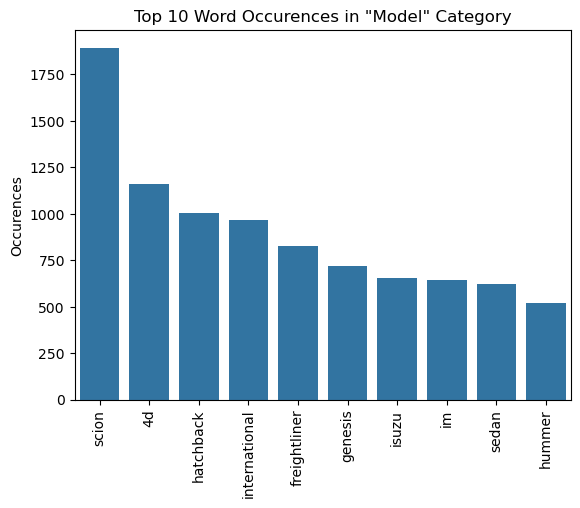 Top 10 Word Occurences in "Model" Category
Occurences
1750
1500
1250
1000
750
500
250
0
scion
4d
hatchback
international
freightliner
genesis
isuzu
im
sedan
hummer